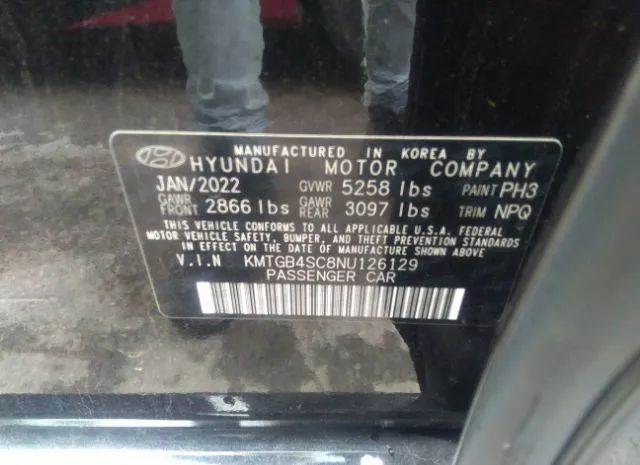 MANUFACTURED IN KOREA BY
HYUNDAI MOTOR COMPANY
JAN/2022 GVWR 5258 lbs PAINT PH3
GAWR FRONT 2866 lbs GAWR REAR 3097 lbs TRIM NPQ
THIS VEHICLE CONFORMS TO ALL APPLICABLE U.S.A. FEDERAL
MOTOR VEHICLE SAFETY, BUMPER, AND THEFT PREVENTION STANDARDS
IN EFFECT ON THE DATE OF MANUFACTURE SHOWN ABOVE
V.I.N KMTGB4SC8NU126129
PASSENGER CAR